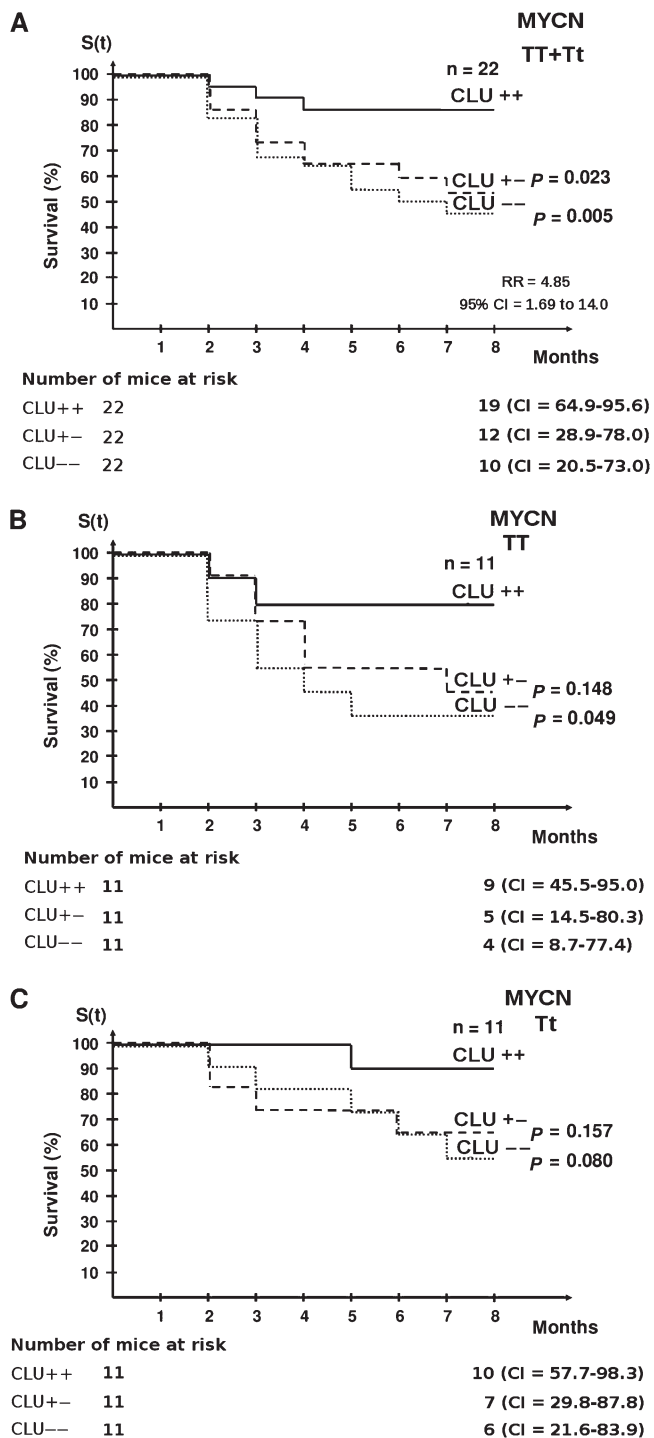 A
MYCN
TT+Tt
S(t)
n = 22
CLU ++
100
90
80
70
60
50
40
30
20
10
Survival (%)
CLU +− P = 0.023
CLU −−
P = 0.005
RR = 4.85
95% CI = 1.69 to 14.0
1 2 3 4 5 6 7 8
Months
Number of mice at risk
CLU++ 22 19 (CI = 64.9-95.6)
CLU+− 22 12 (CI = 28.9-78.0)
CLU−− 22 10 (CI = 20.5-73.0)
B
MYCN
TT
S(t)
n = 11
CLU ++
100
90
80
70
60
50
40
30
20
10
Survival (%)
CLU +−
P = 0.148
CLU −−
P = 0.049
1 2 3 4 5 6 7 8
Months
Number of mice at risk
CLU++ 11 9 (CI = 45.5-95.0)
CLU+− 11 5 (CI = 14.5-80.3)
CLU−− 11 4 (CI = 8.7-77.4)
C
MYCN
Tt
S(t)
n = 11
CLU ++
100
90
80
70
60
50
40
30
20
10
Survival (%)
CLU +−
P = 0.157
CLU −−
P = 0.080
1 2 3 4 5 6 7 8
Months
Number of mice at risk
CLU++ 11 10 (CI = 57.7-98.3)
CLU+− 11 7 (CI = 29.8-87.8)
CLU−− 11 6 (CI = 21.6-83.9)